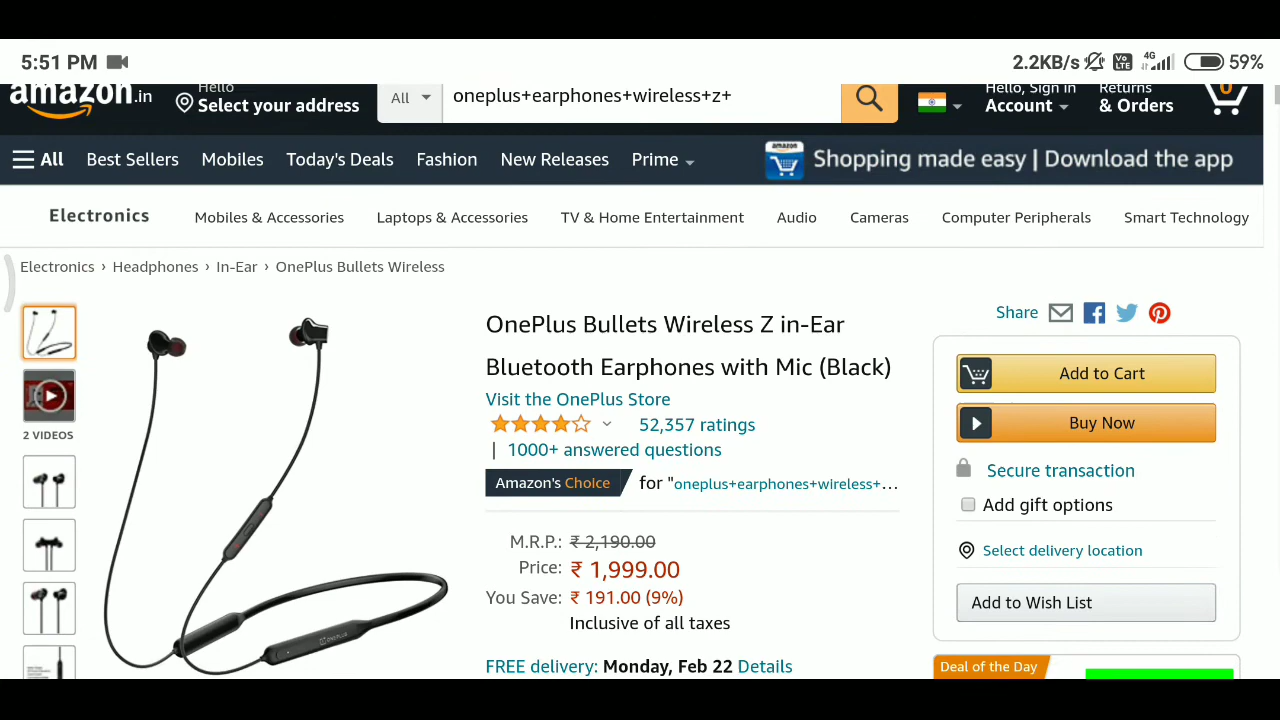 5:51 PM
2.2KB/s Vo LTE 4G 59%
amazon.in
Hello
Select your address
All
oneplus+earphones+wireless+z+
Hello, Sign in
Account
Returns
& Orders
0
All Best Sellers Mobiles Today's Deals Fashion New Releases Prime
amazon Shopping made easy | Download the app
Electronics Mobiles & Accessories Laptops & Accessories TV & Home Entertainment Audio Cameras Computer Peripherals Smart Technology
Electronics › Headphones › In-Ear › OnePlus Bullets Wireless
2 VIDEOS
ONEPLUS
OnePlus Bullets Wireless Z in-Ear
Bluetooth Earphones with Mic (Black)
Visit the OnePlus Store
52,357 ratings
| 1000+ answered questions
Amazon's Choice for "oneplus+earphones+wireless+...
M.R.P.: ₹ 2,190.00
Price: ₹ 1,999.00
You Save: ₹ 191.00 (9%)
Inclusive of all taxes
FREE delivery: Monday, Feb 22 Details
Share
Add to Cart
Buy Now
Secure transaction
Add gift options
Select delivery location
Add to Wish List
Deal of the Day